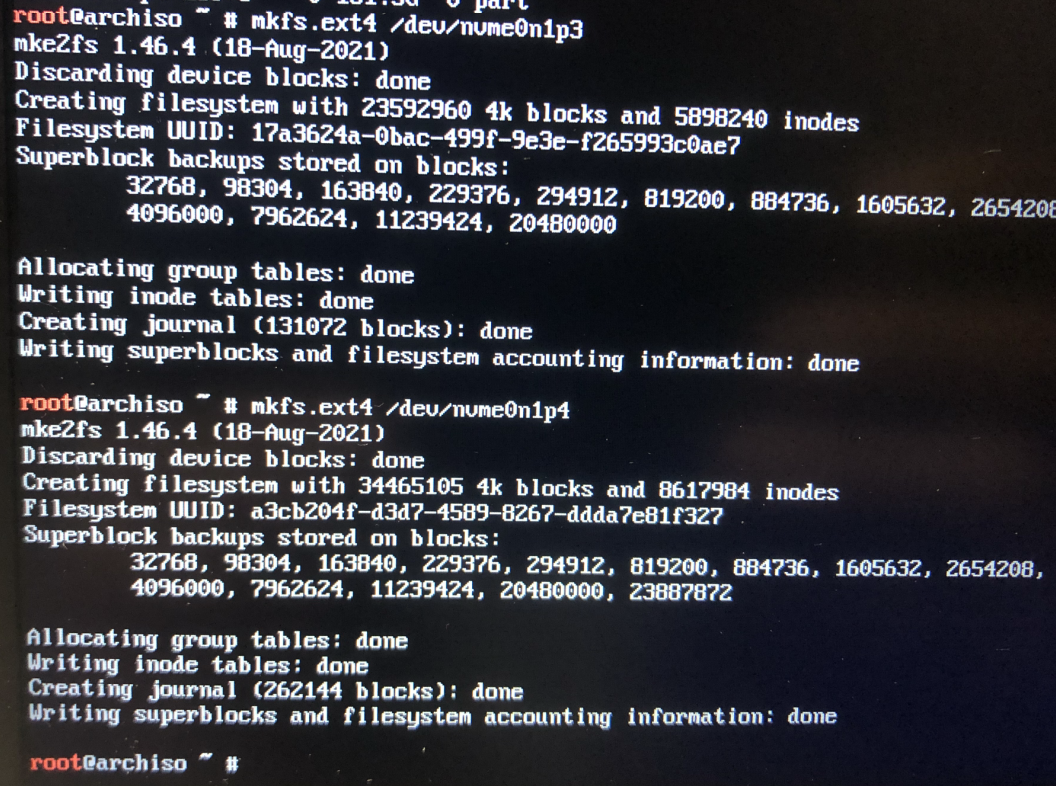 root@archiso ~ # mkfs.ext4 /dev/nvme0n1p3
mke2fs 1.46.4 (18-Aug-2021)
Discarding device blocks: done
Creating filesystem with 23592960 4k blocks and 5898240 inodes
Filesystem UUID: 17a3624a-0bac-499f-9e3e-f265993c0ae7
Superblock backups stored on blocks:
32768, 98304, 163840, 229376, 294912, 819200, 884736, 1605632, 2654208
4096000, 7962624, 11239424, 20480000
Allocating group tables: done
Writing inode tables: done
Creating journal (131072 blocks): done
Writing superblocks and filesystem accounting information: done
root@archiso ~ # mkfs.ext4 /dev/nvme0n1p4
mke2fs 1.46.4 (18-Aug-2021)
Discarding device blocks: done
Creating filesystem with 34465105 4k blocks and 8617984 inodes
Filesystem UUID: a3cb204f-d3d7-4589-8267-ddda7e81f327
Superblock backups stored on blocks:
32768, 98304, 163840, 229376, 294912, 819200, 884736, 1605632, 2654208,
4096000, 7962624, 11239424, 20480000, 23887872
Allocating group tables: done
Writing inode tables: done
Creating journal (262144 blocks): done
Writing superblocks and filesystem accounting information: done
root@archiso ~ #